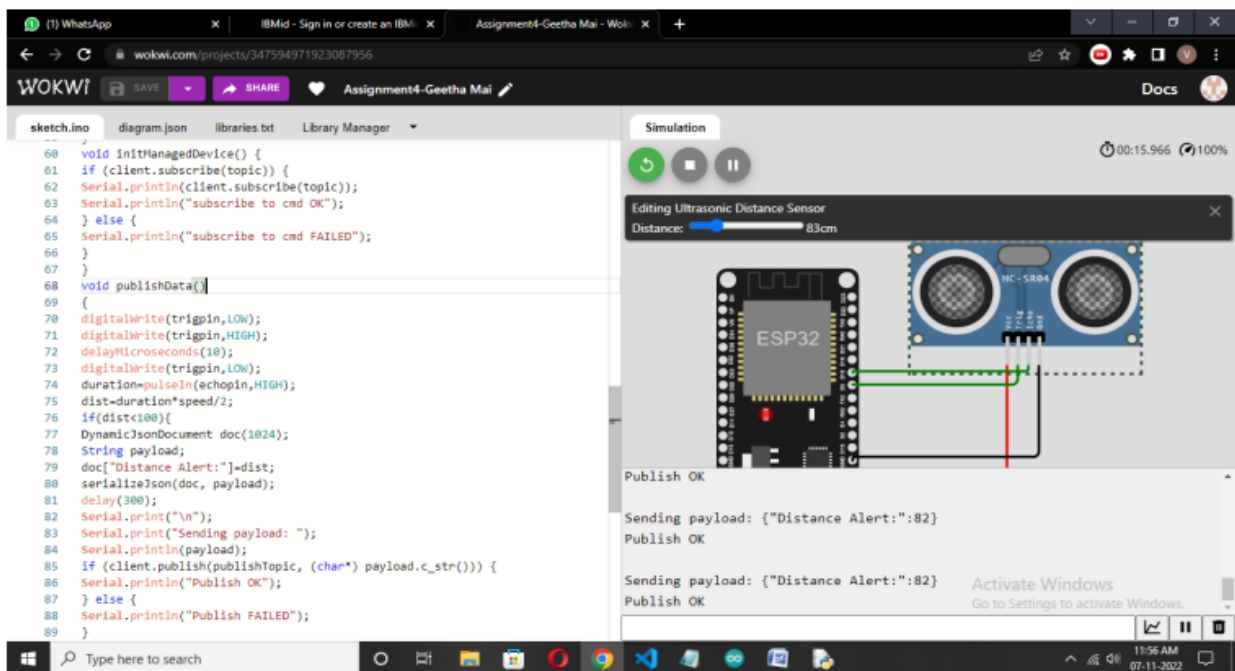 (1) WhatsApp
IBMid - Sign in or create an IBMi
Assignment4-Geetha Mai - Wokw
wokwi.com/projects/347594971923087956
V
WOKWI
SAVE
SHARE
Assignment4-Geetha Mai
Docs
sketch.ino diagram.json libraries.txt Library Manager
60 void initManagedDevice() {
61 if (client.subscribe(topic)) {
62 Serial.println(client.subscribe(topic));
63 Serial.println("subscribe to cmd OK");
64 } else {
65 Serial.println("subscribe to cmd FAILED");
66 }
67 }
68 void publishData()
69 {
70 digitalWrite(trigpin,LOW);
71 digitalWrite(trigpin,HIGH);
72 delayMicroseconds(10);
73 digitalWrite(trigpin,LOW);
74 duration=pulseIn(echopin,HIGH);
75 dist=duration*speed/2;
76 if(dist<100){
77 DynamicJsonDocument doc(1024);
78 String payload;
79 doc["Distance Alert:"]=dist;
80 serializeJson(doc, payload);
81 delay(300);
82 Serial.print("\n");
83 Serial.print("Sending payload: ");
84 Serial.println(payload);
85 if (client.publish(publishTopic, (char*) payload.c_str())) {
86 Serial.println("Publish OK");
87 } else {
88 Serial.println("Publish FAILED");
89 }
Simulation
00:15.966 100%
Editing Ultrasonic Distance Sensor
Distance: 83cm
HC-SR04
Vcc
Trig
Echo
Gnd
ESP32
Publish OK
Sending payload: {"Distance Alert:":82}
Publish OK
Sending payload: {"Distance Alert:":82}
Publish OK
Activate Windows
Go to Settings to activate Windows.
Type here to search
11:56 AM
07-11-2022